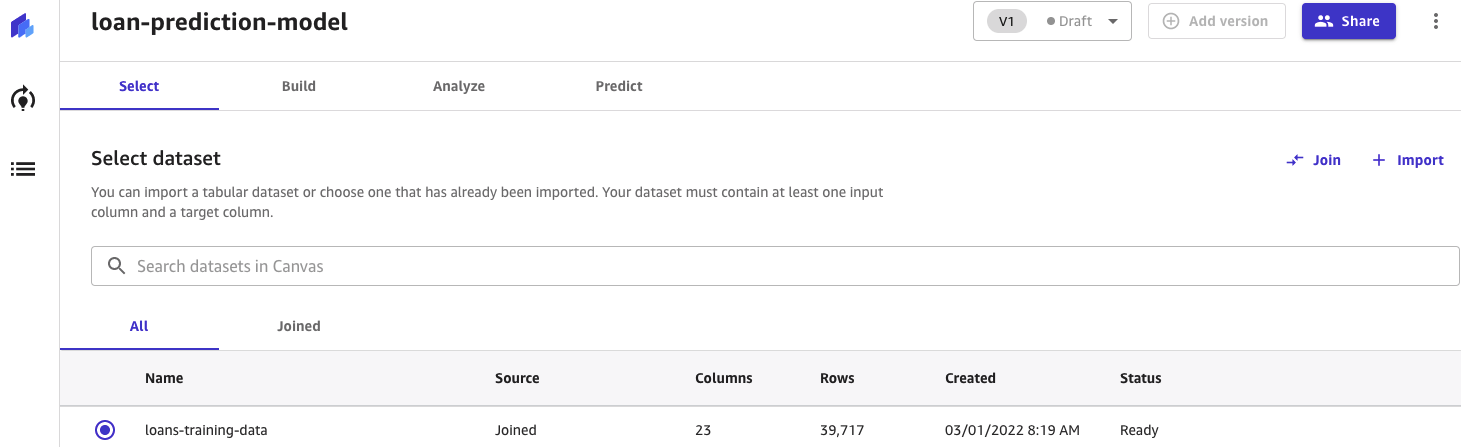 loan-prediction-model
V1 Draft Add version Share
Select Build Analyze Predict
Select dataset
Join Import
You can import a tabular dataset or choose one that has already been imported. Your dataset must contain at least one input
column and a target column.
Search datasets in Canvas
All Joined
Name Source Columns Rows Created Status
loans-training-data Joined 23 39,717 03/01/2022 8:19 AM Ready